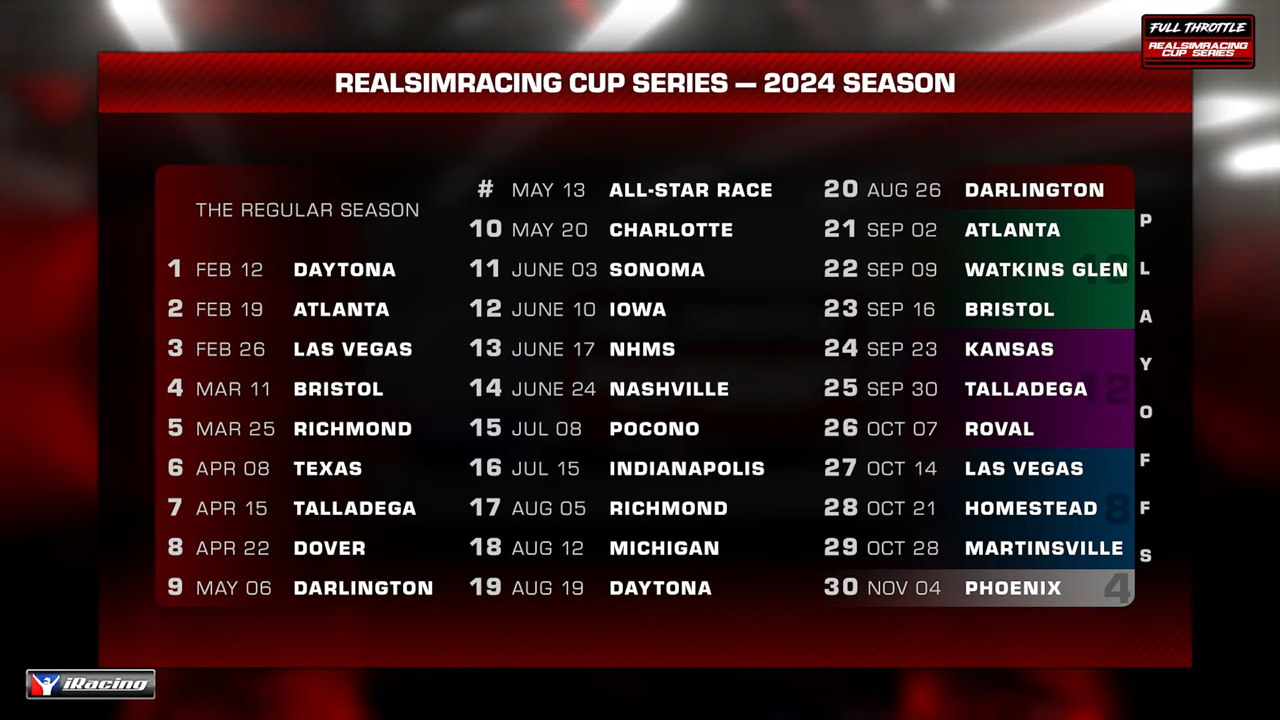 FULL THROTTLE
REALSIMRACING
CUP SERIES
REALSIMRACING CUP SERIES — 2024 SEASON
THE REGULAR SEASON
1 FEB 12 DAYTONA
2 FEB 19 ATLANTA
3 FEB 26 LAS VEGAS
4 MAR 11 BRISTOL
5 MAR 25 RICHMOND
6 APR 08 TEXAS
7 APR 15 TALLADEGA
8 APR 22 DOVER
9 MAY 06 DARLINGTON
# MAY 13 ALL-STAR RACE
10 MAY 20 CHARLOTTE
11 JUNE 03 SONOMA
12 JUNE 10 IOWA
13 JUNE 17 NHMS
14 JUNE 24 NASHVILLE
15 JUL 08 POCONO
16 JUL 15 INDIANAPOLIS
17 AUG 05 RICHMOND
18 AUG 12 MICHIGAN
19 AUG 19 DAYTONA
20 AUG 26 DARLINGTON
21 SEP 02 ATLANTA
22 SEP 09 WATKINS GLEN
23 SEP 16 BRISTOL
24 SEP 23 KANSAS
25 SEP 30 TALLADEGA 12
26 OCT 07 ROVAL
27 OCT 14 LAS VEGAS
28 OCT 21 HOMESTEAD 8
29 OCT 28 MARTINSVILLE
30 NOV 04 PHOENIX 4
PLAYOFFS
iRacing